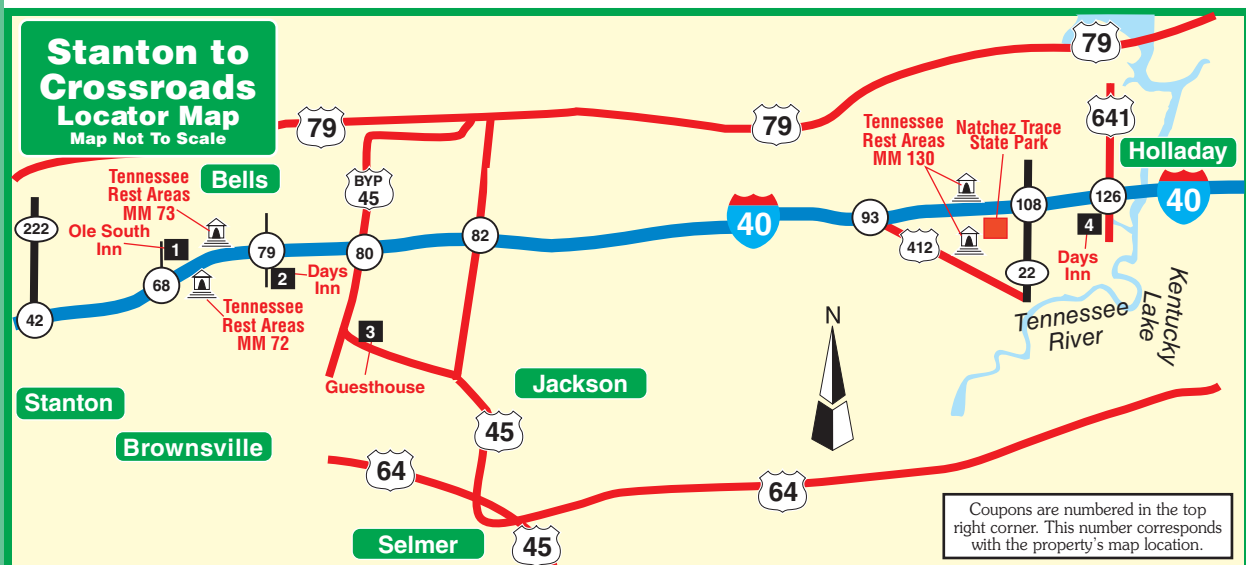 Stanton to
Crossroads
Locator Map
Map Not To Scale
79
79
79
641
Tennessee
Rest Areas
MM 130
Natchez Trace
State Park
Holladay
Bells
BYP
45
Tennessee
Rest Areas
MM 73
Ole South
Inn
222
1
79
80
82
40
93
108
126
40
412
4
Days
Inn
68
2
Days
Inn
22
42
Tennessee
Rest Areas
MM 72
3
Guesthouse
N
Tennessee
River
Kentucky
Lake
Stanton
Jackson
Brownsville
45
64
64
Selmer
45
Coupons are numbered in the top
right corner. This number corresponds
with the property's map location.